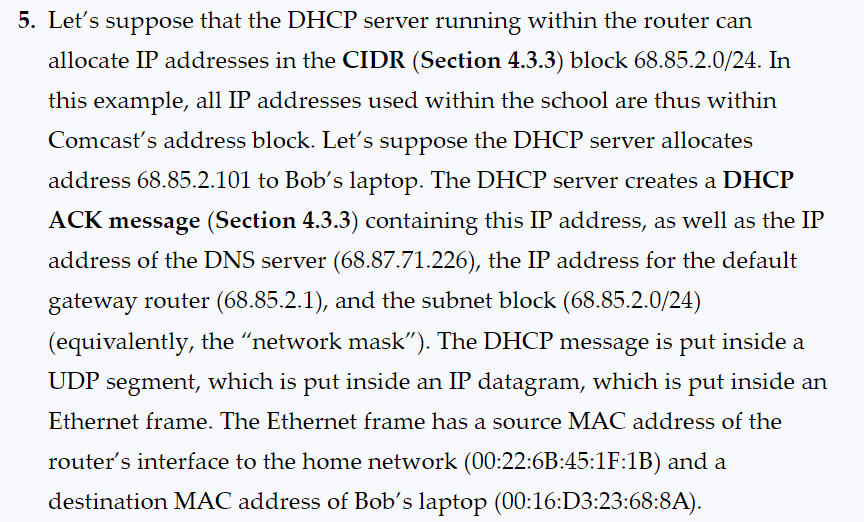 5. Let’s suppose that the DHCP server running within the router can
allocate IP addresses in the CIDR (Section 4.3.3) block 68.85.2.0/24. In
this example, all IP addresses used within the school are thus within
Comcast’s address block. Let’s suppose the DHCP server allocates
address 68.85.2.101 to Bob’s laptop. The DHCP server creates a DHCP
ACK message (Section 4.3.3) containing this IP address, as well as the IP
address of the DNS server (68.87.71.226), the IP address for the default
gateway router (68.85.2.1), and the subnet block (68.85.2.0/24)
(equivalently, the “network mask”). The DHCP message is put inside a
UDP segment, which is put inside an IP datagram, which is put inside an
Ethernet frame. The Ethernet frame has a source MAC address of the
router’s interface to the home network (00:22:6B:45:1F:1B) and a
destination MAC address of Bob’s laptop (00:16:D3:23:68:8A).